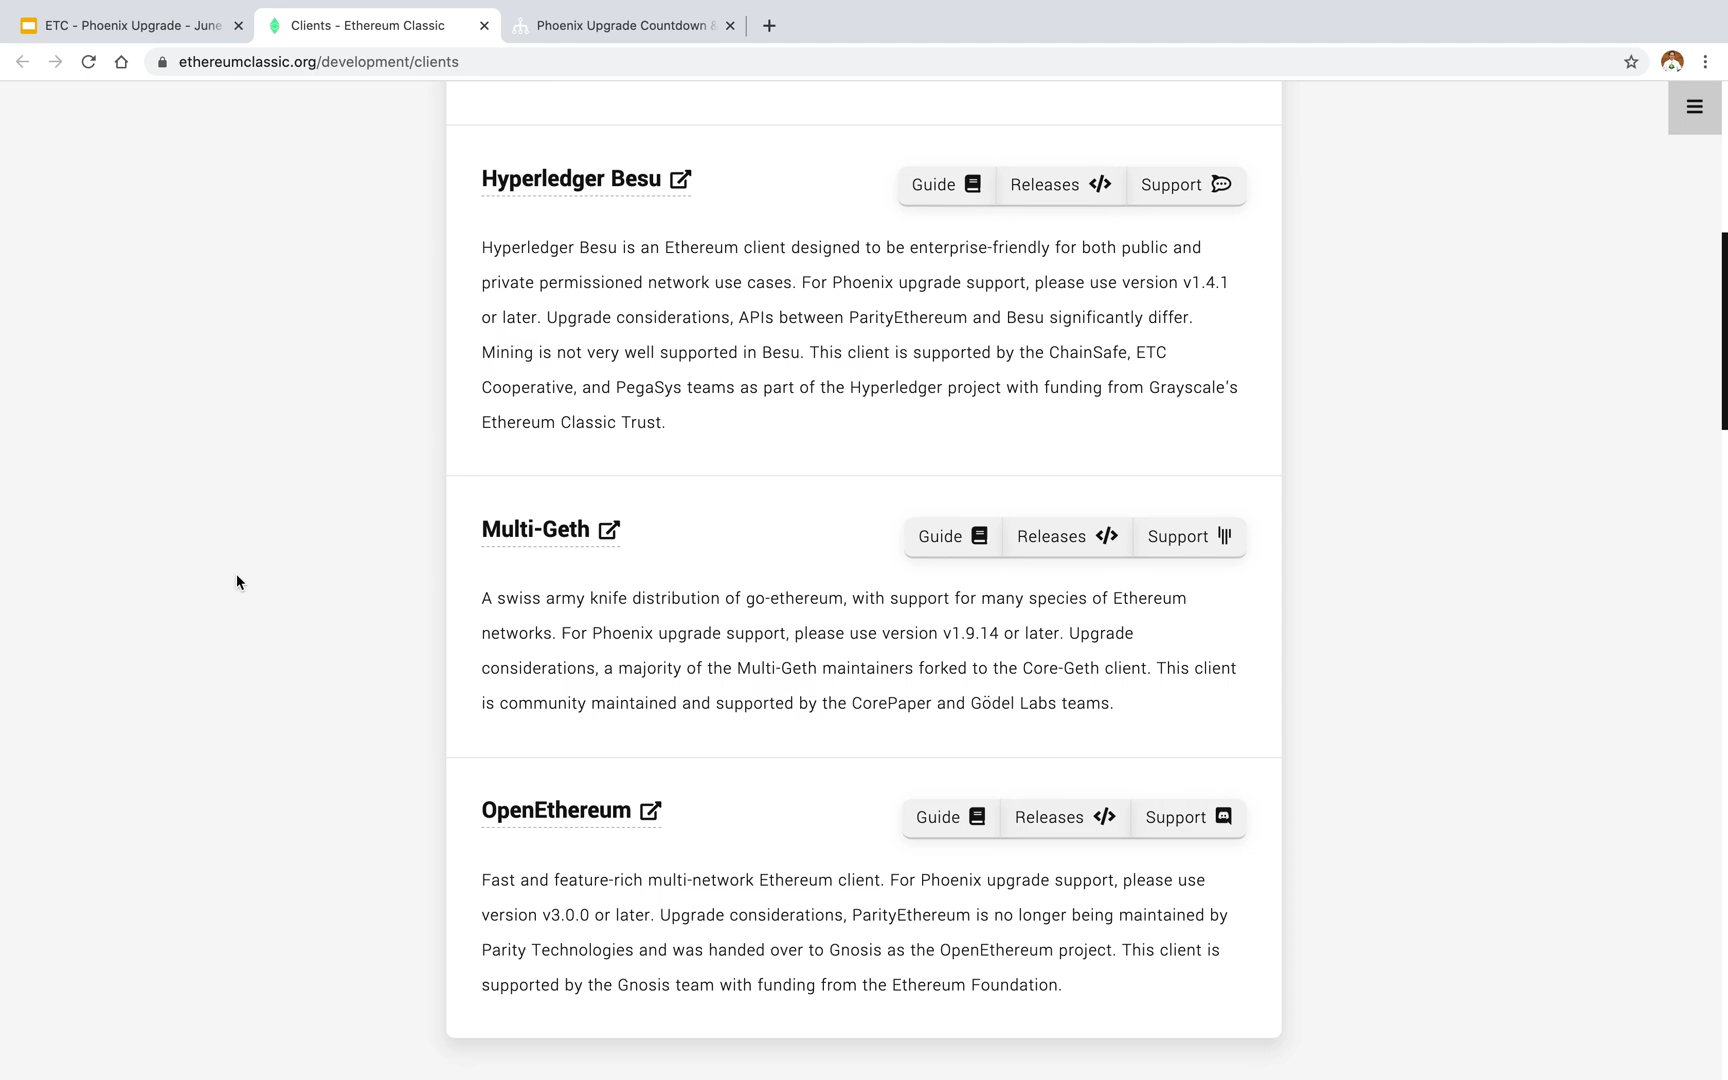 ETC - Phoenix Upgrade - June
Clients - Ethereum Classic
Phoenix Upgrade Countdown &
ethereumclassic.org/development/clients
Hyperledger Besu
Guide
Releases
Support
Hyperledger Besu is an Ethereum client designed to be enterprise-friendly for both public and
private permissioned network use cases. For Phoenix upgrade support, please use version v1.4.1
or later. Upgrade considerations, APIs between ParityEthereum and Besu significantly differ.
Mining is not very well supported in Besu. This client is supported by the ChainSafe, ETC
Cooperative, and PegaSys teams as part of the Hyperledger project with funding from Grayscale's
Ethereum Classic Trust.
Multi-Geth
Guide
Releases
Support
A swiss army knife distribution of go-ethereum, with support for many species of Ethereum
networks. For Phoenix upgrade support, please use version v1.9.14 or later. Upgrade
considerations, a majority of the Multi-Geth maintainers forked to the Core-Geth client. This client
is community maintained and supported by the CorePaper and Gödel Labs teams.
OpenEthereum
Guide
Releases
Support
Fast and feature-rich multi-network Ethereum client. For Phoenix upgrade support, please use
version v3.0.0 or later. Upgrade considerations, ParityEthereum is no longer being maintained by
Parity Technologies and was handed over to Gnosis as the OpenEthereum project. This client is
supported by the Gnosis team with funding from the Ethereum Foundation.